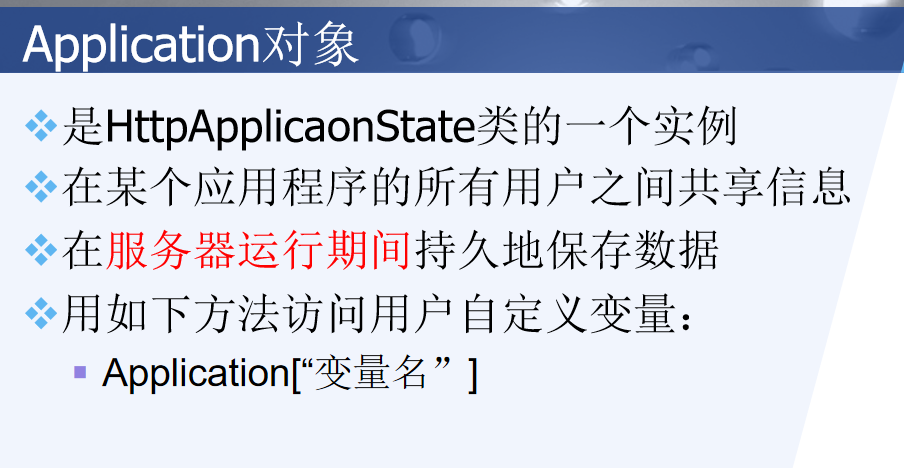 Application对象
是HttpApplicaonState类的一个实例
在某个应用程序的所有用户之间共享信息
在服务器运行期间持久地保存数据
用如下方法访问用户自定义变量：
Application[“变量名” ]